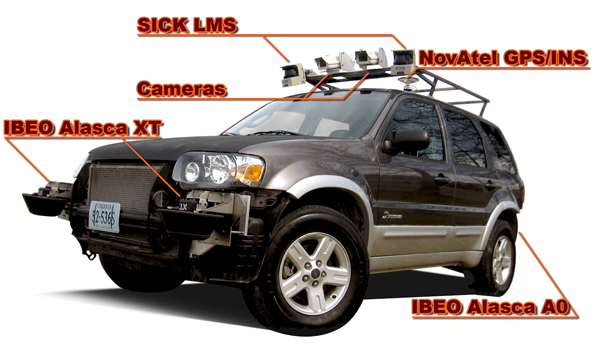 SICK LMS
NovAtel GPS/INS
Cameras
IBEO Alasca XT
IBEO Alasca A0